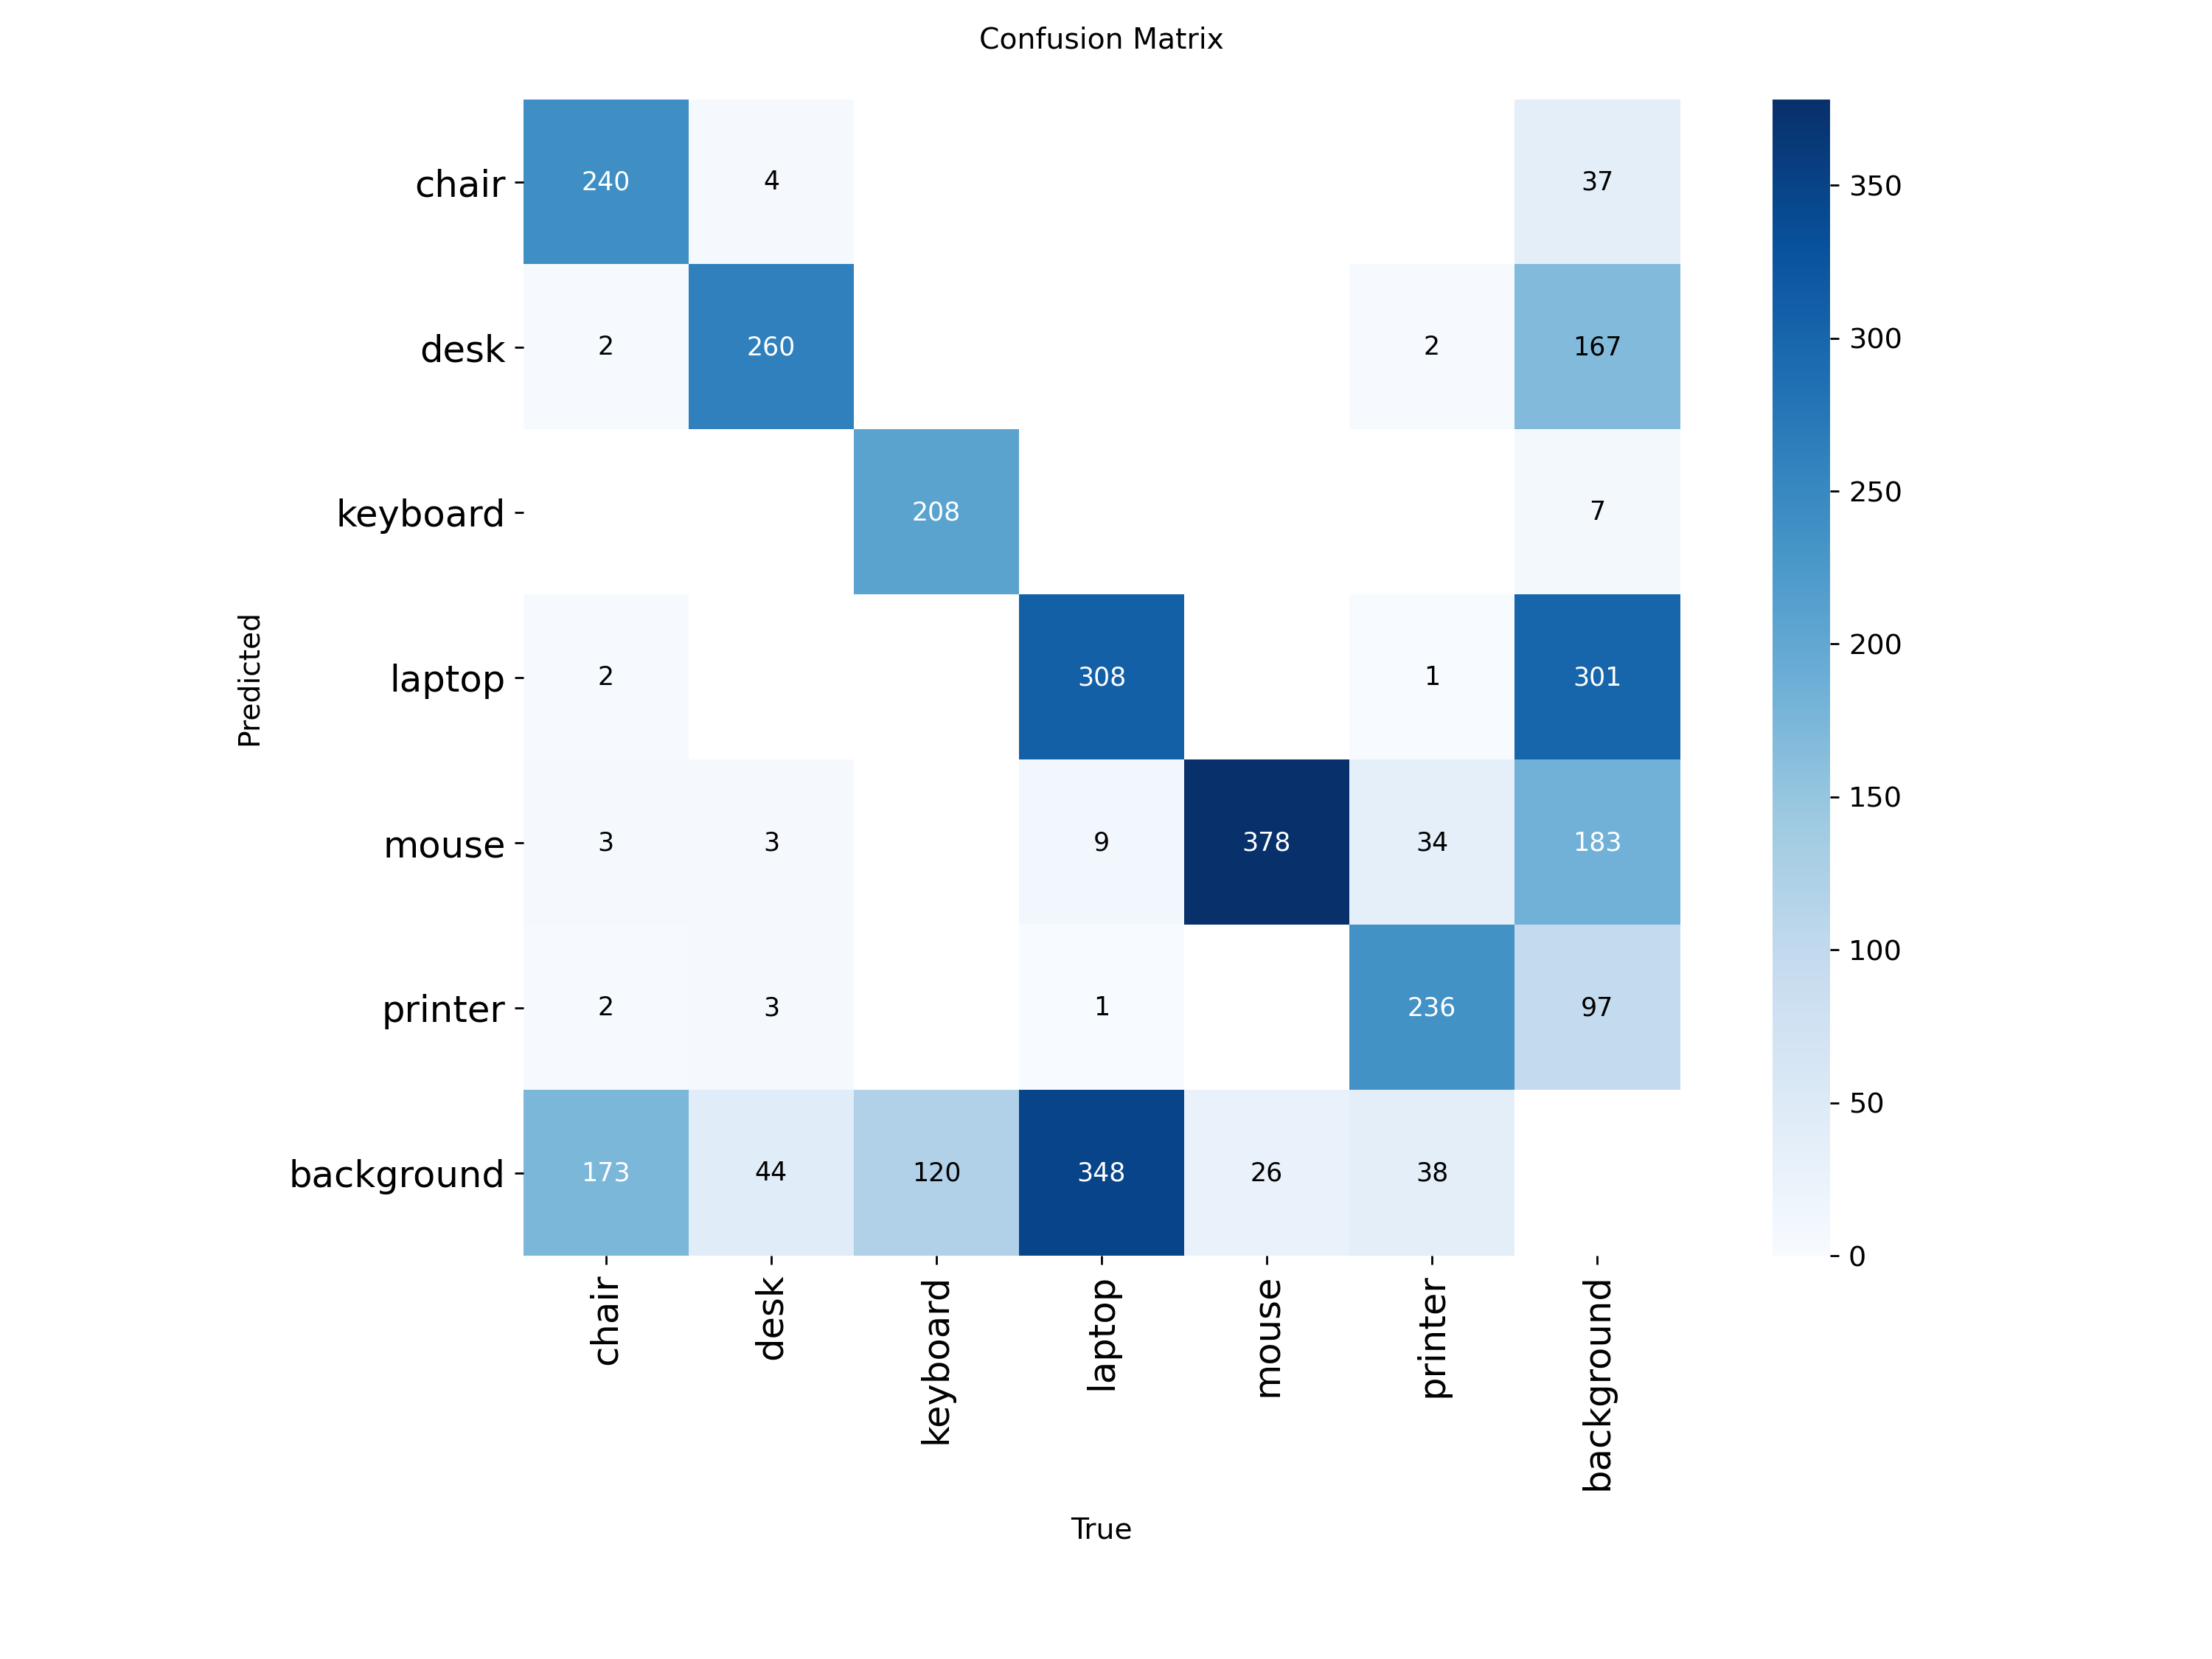 Confusion Matrix
chair 240 4 37
desk 2 260 2 167
keyboard 208 7
laptop 2 308 1 301
mouse 3 3 9 378 34 183
printer 2 3 1 236 97
background 173 44 120 348 26 38
chair desk keyboard laptop mouse printer background
True
Predicted
350
300
250
200
150
100
50
0